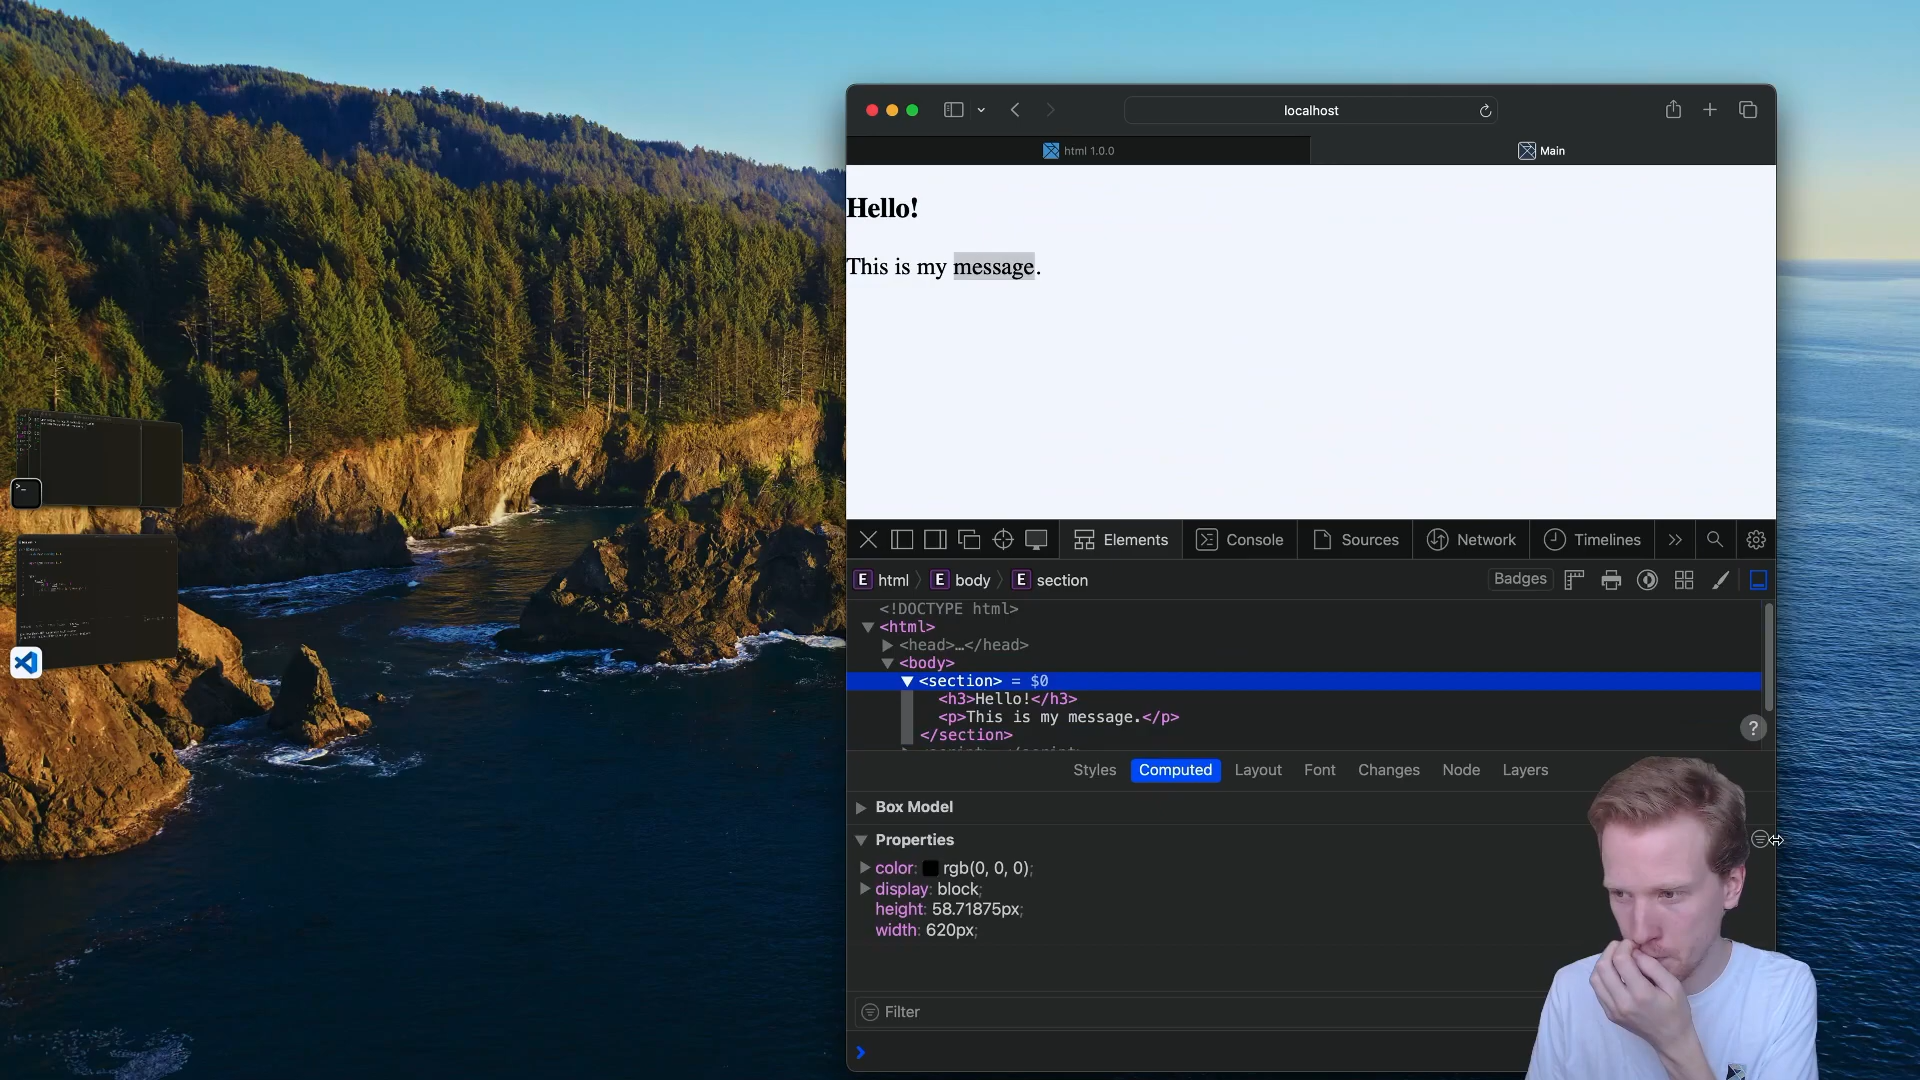 localhost
html 1.0.0
Main
Hello!
This is my message.
Elements
Console
Sources
Network
Timelines
E html
E body
E section
Badges
<!DOCTYPE html>
<html>
<head>…</head>
<body>
<section> = $0
<h3>Hello!</h3>
<p>This is my message.</p>
</section>
?
Styles
Computed
Layout
Font
Changes
Node
Layers
Box Model
Properties
color: rgb(0, 0, 0);
display: block;
height: 58.71875px;
width: 620px;
Filter